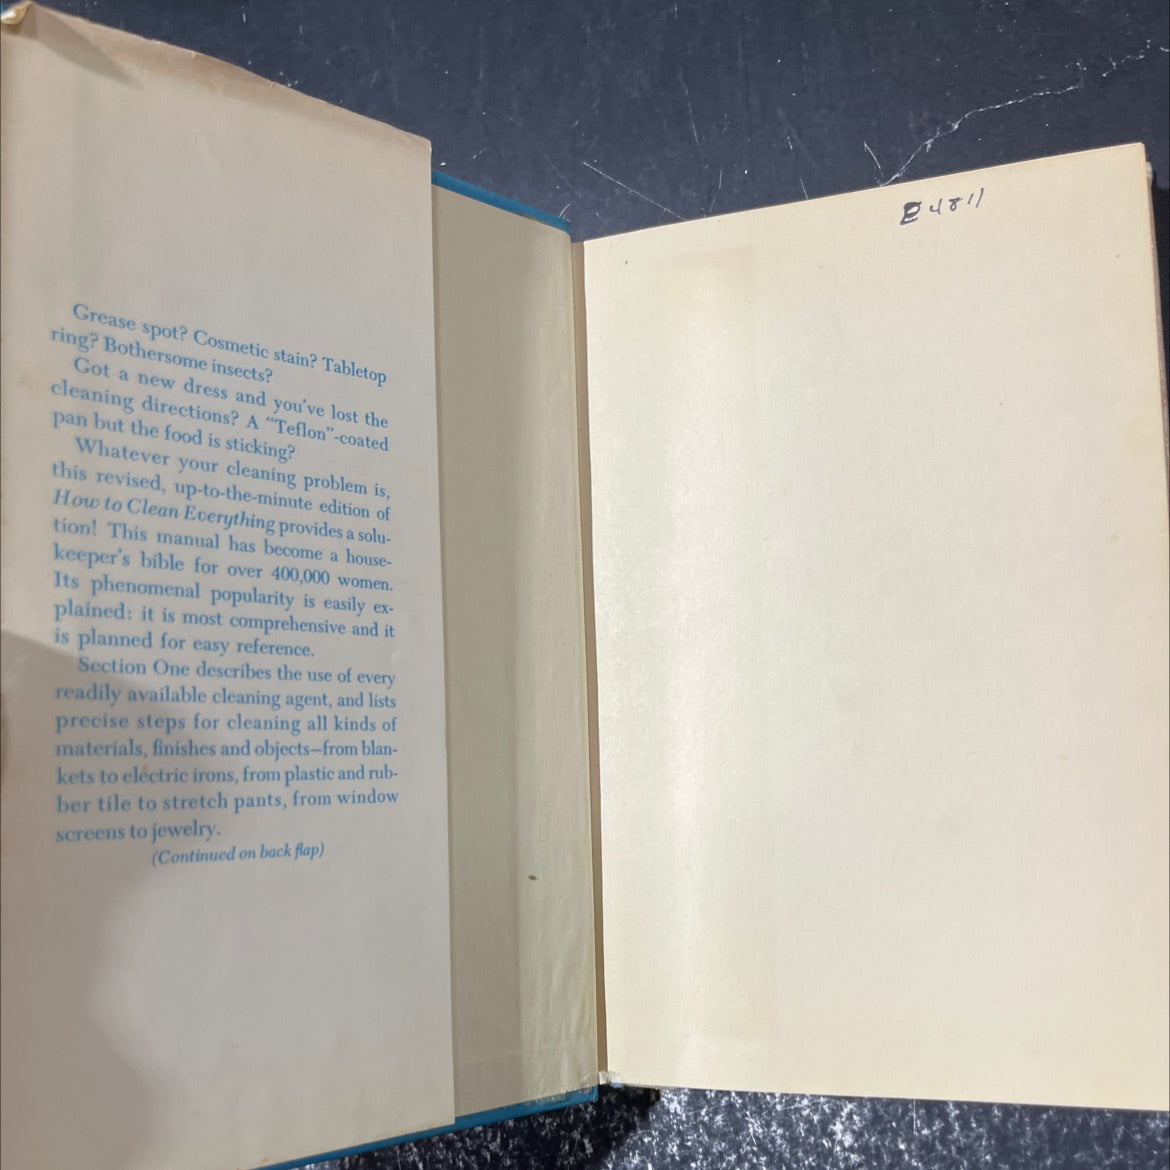 Grease spot? Cosmetic stain? Tabletop
ring? Bothersome insects?
Got a new dress and you've lost the
cleaning directions? A “Teflon”-coated
pan but the food is sticking?
Whatever your cleaning problem is,
this revised, up-to-the-minute edition of
How to Clean Everything provides a solu-
tion! This manual has become a house-
keeper's bible for over 400,000 women.
Its phenomenal popularity is easily ex-
plained: it is most comprehensive and it
is planned for easy reference.
Section One describes the use of every
readily available cleaning agent, and lists
precise steps for cleaning all kinds of
materials, finishes and objects—from blan-
kets to electric irons, from plastic and rub-
ber tile to stretch pants, from window
screens to jewelry.
(Continued on back flap)
E4811